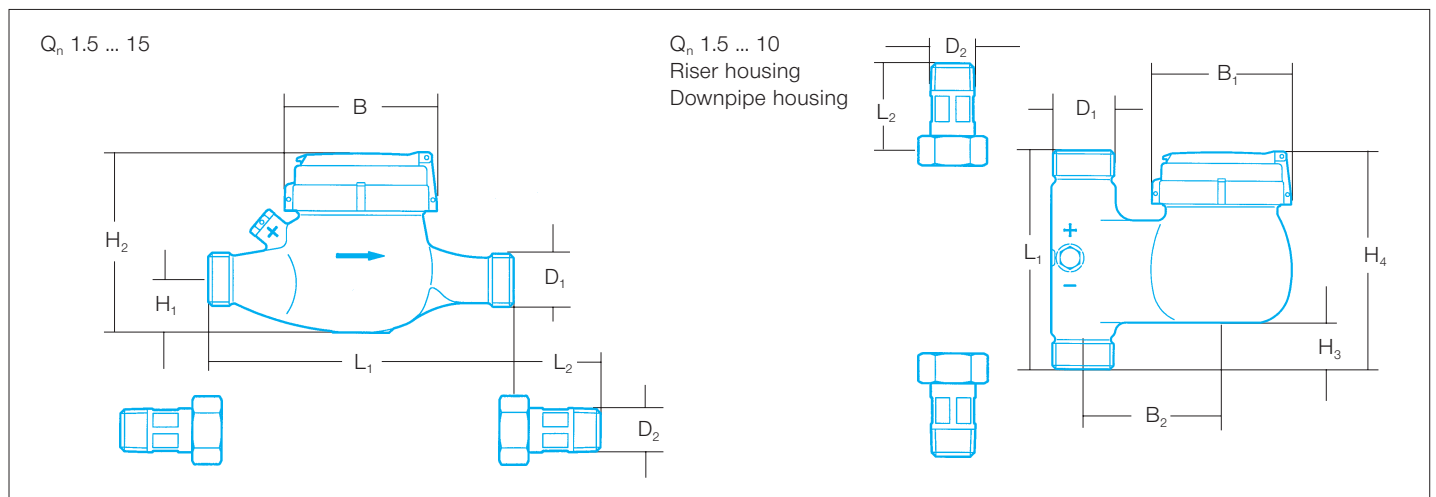 Qₙ 1.5 ... 15
B
H₂
H₁
D₁
L₁
L₂
D₂
Qₙ 1.5 ... 10
Riser housing
Downpipe housing
D₂
L₂
B₁
D₁
+
L₁
−
H₄
H₃
B₂